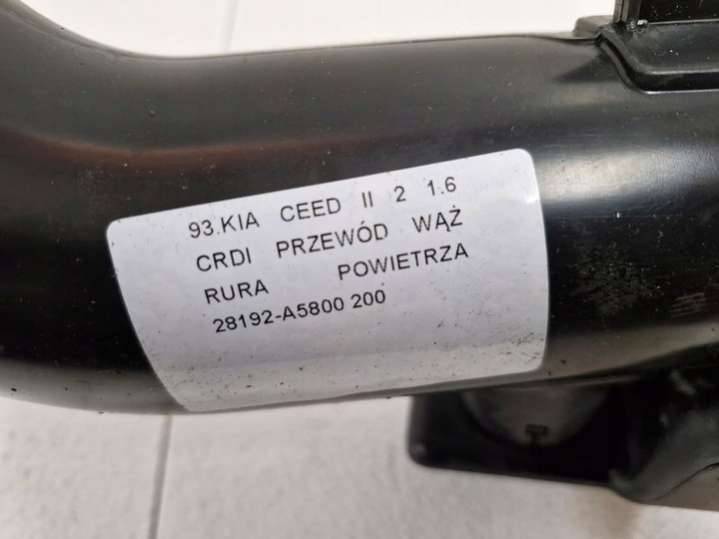 93.KIA CEED II 2 1.6
CRDI PRZEWÓD WĄŻ
RURA POWIETRZA
28192-A5800 200